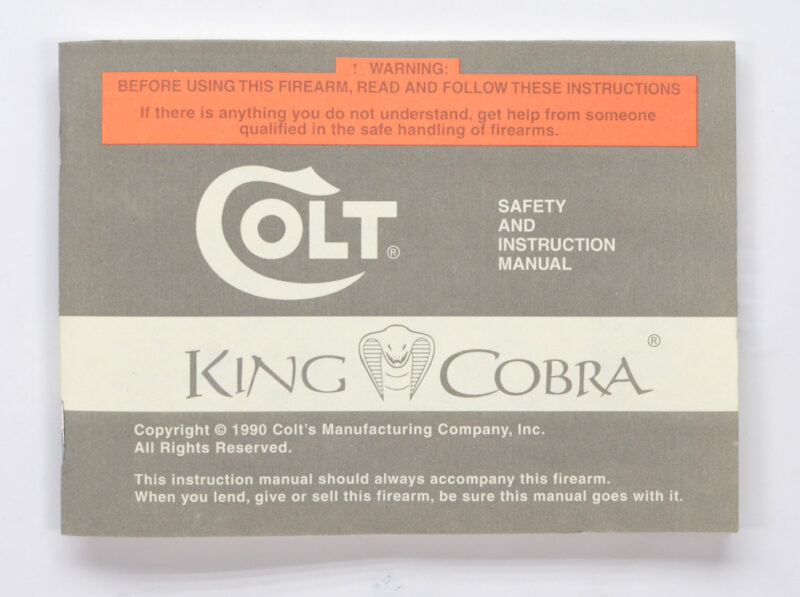 ! WARNING:
BEFORE USING THIS FIREARM, READ AND FOLLOW THESE INSTRUCTIONS
If there is anything you do not understand, get help from someone
qualified in the safe handling of firearms.
COLT®
SAFETY
AND
INSTRUCTION
MANUAL
KING COBRA®
Copyright © 1990 Colt's Manufacturing Company, Inc.
All Rights Reserved.
This instruction manual should always accompany this firearm.
When you lend, give or sell this firearm, be sure this manual goes with it.